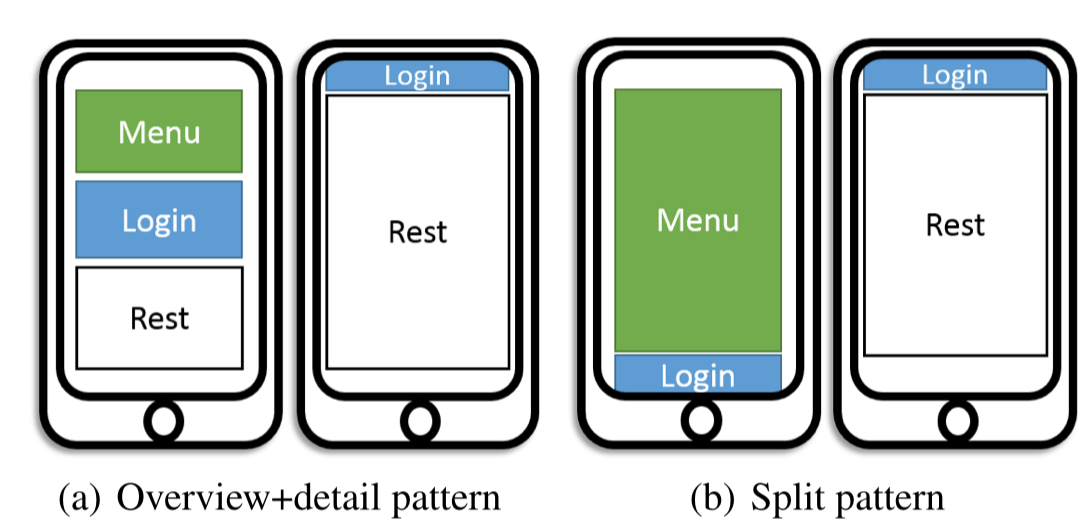 Menu
Login
Rest
Login
Rest
Menu
Login
Login
Rest
(a) Overview+detail pattern
(b) Split pattern